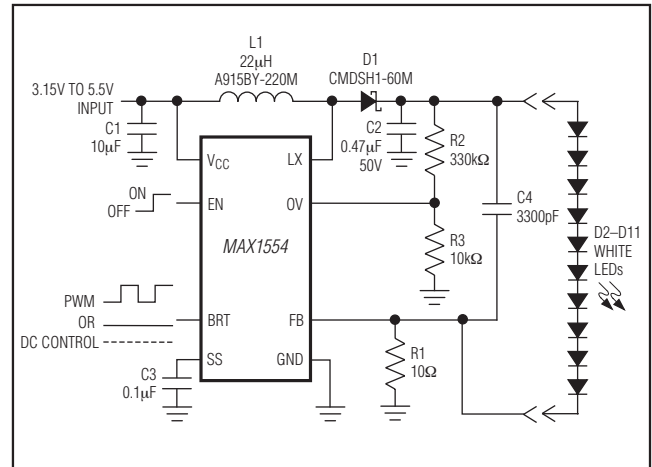 L1
22µH
A915BY-220M
D1
CMDSH1-60M
3.15V TO 5.5V
INPUT
C1
10µF
C2
0.47µF
50V
R2
330kΩ
C4
3300pF
VCC
LX
ON
OFF
EN
OV
MAX1554
R3
10kΩ
D2–D11
WHITE
LEDs
PWM
OR
DC CONTROL
BRT
FB
SS
GND
C3
0.1µF
R1
10Ω